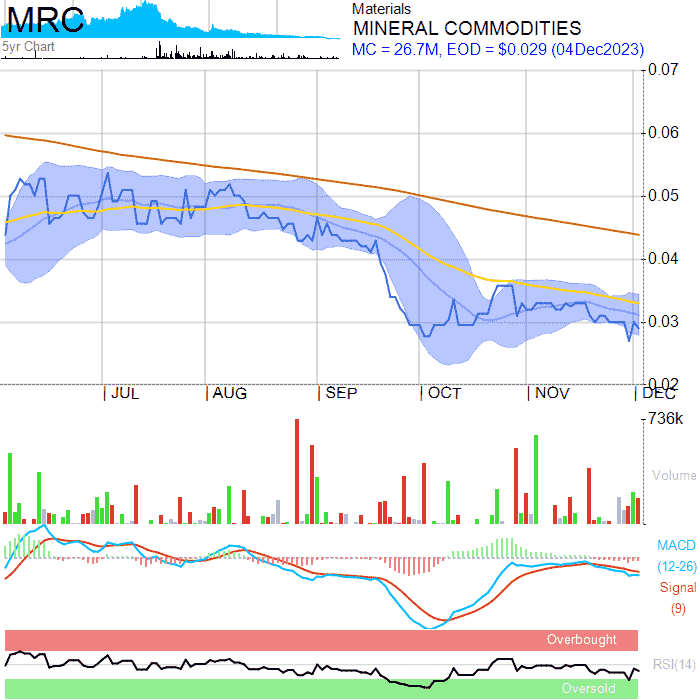 MRC
5yr Chart
Materials
MINERAL COMMODITIES
MC = 26.7M, EOD = $0.029 (04Dec2023)
0.07
0.06
0.05
0.04
0.03
0.02
JUL AUG SEP OCT NOV DEC
736k
Volume
MACD
(12-26)
Signal
(9)
Overbought
RSI(14)
Oversold